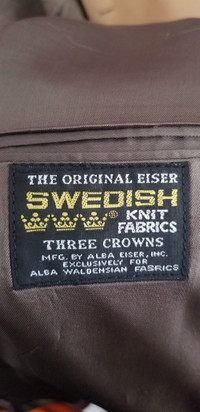 THE ORIGINAL EISER
SWEDISH
® KNIT
FABRICS
THREE CROWNS
MFG. BY ALBA EISER, INC.
EXCLUSIVELY FOR
ALBA WALDENSIAN FABRICS